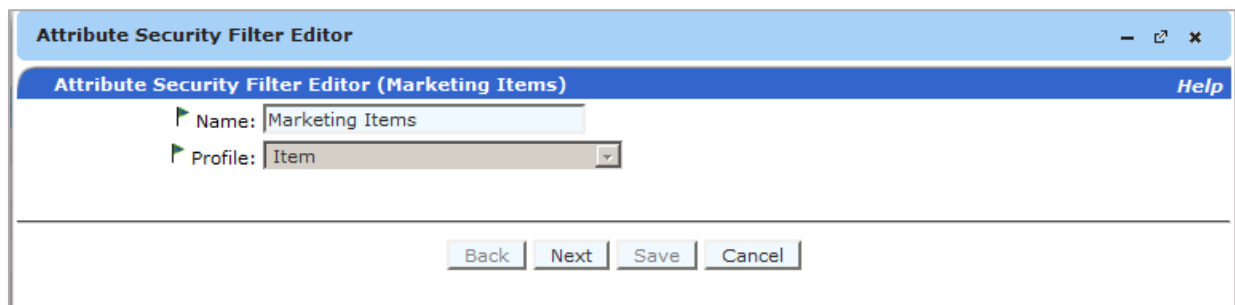 Attribute Security Filter Editor
Attribute Security Filter Editor (Marketing Items) Help
Name: Marketing Items
Profile: Item
Back Next Save Cancel